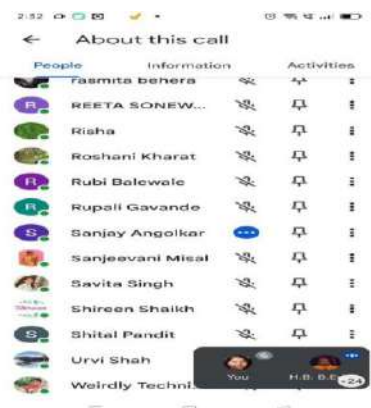 2:32
← About this call
People Information Activities
rasmita behera
R REETA SONEW...
Risha
Roshani Kharat
R Rubi Balewale
R Rupali Gavande
S Sanjay Angolkar
Sanjeevani Misal
Savita Singh
Shireen Shaikh
S Shital Pandit
Urvi Shah
Weirdly Techni...
You H.B. B.E...
+24